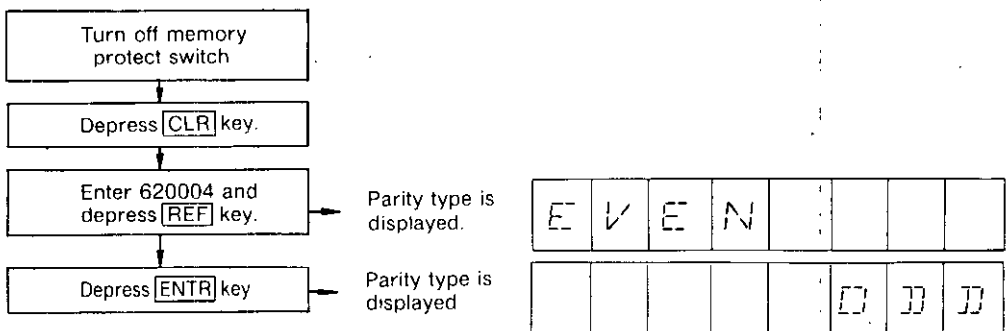 Turn off memory
protect switch
Depress CLR key.
Enter 620004 and
depress REF key.
Parity type is
displayed.
EVEN
Depress ENTR key
Parity type is
displayed
ODD